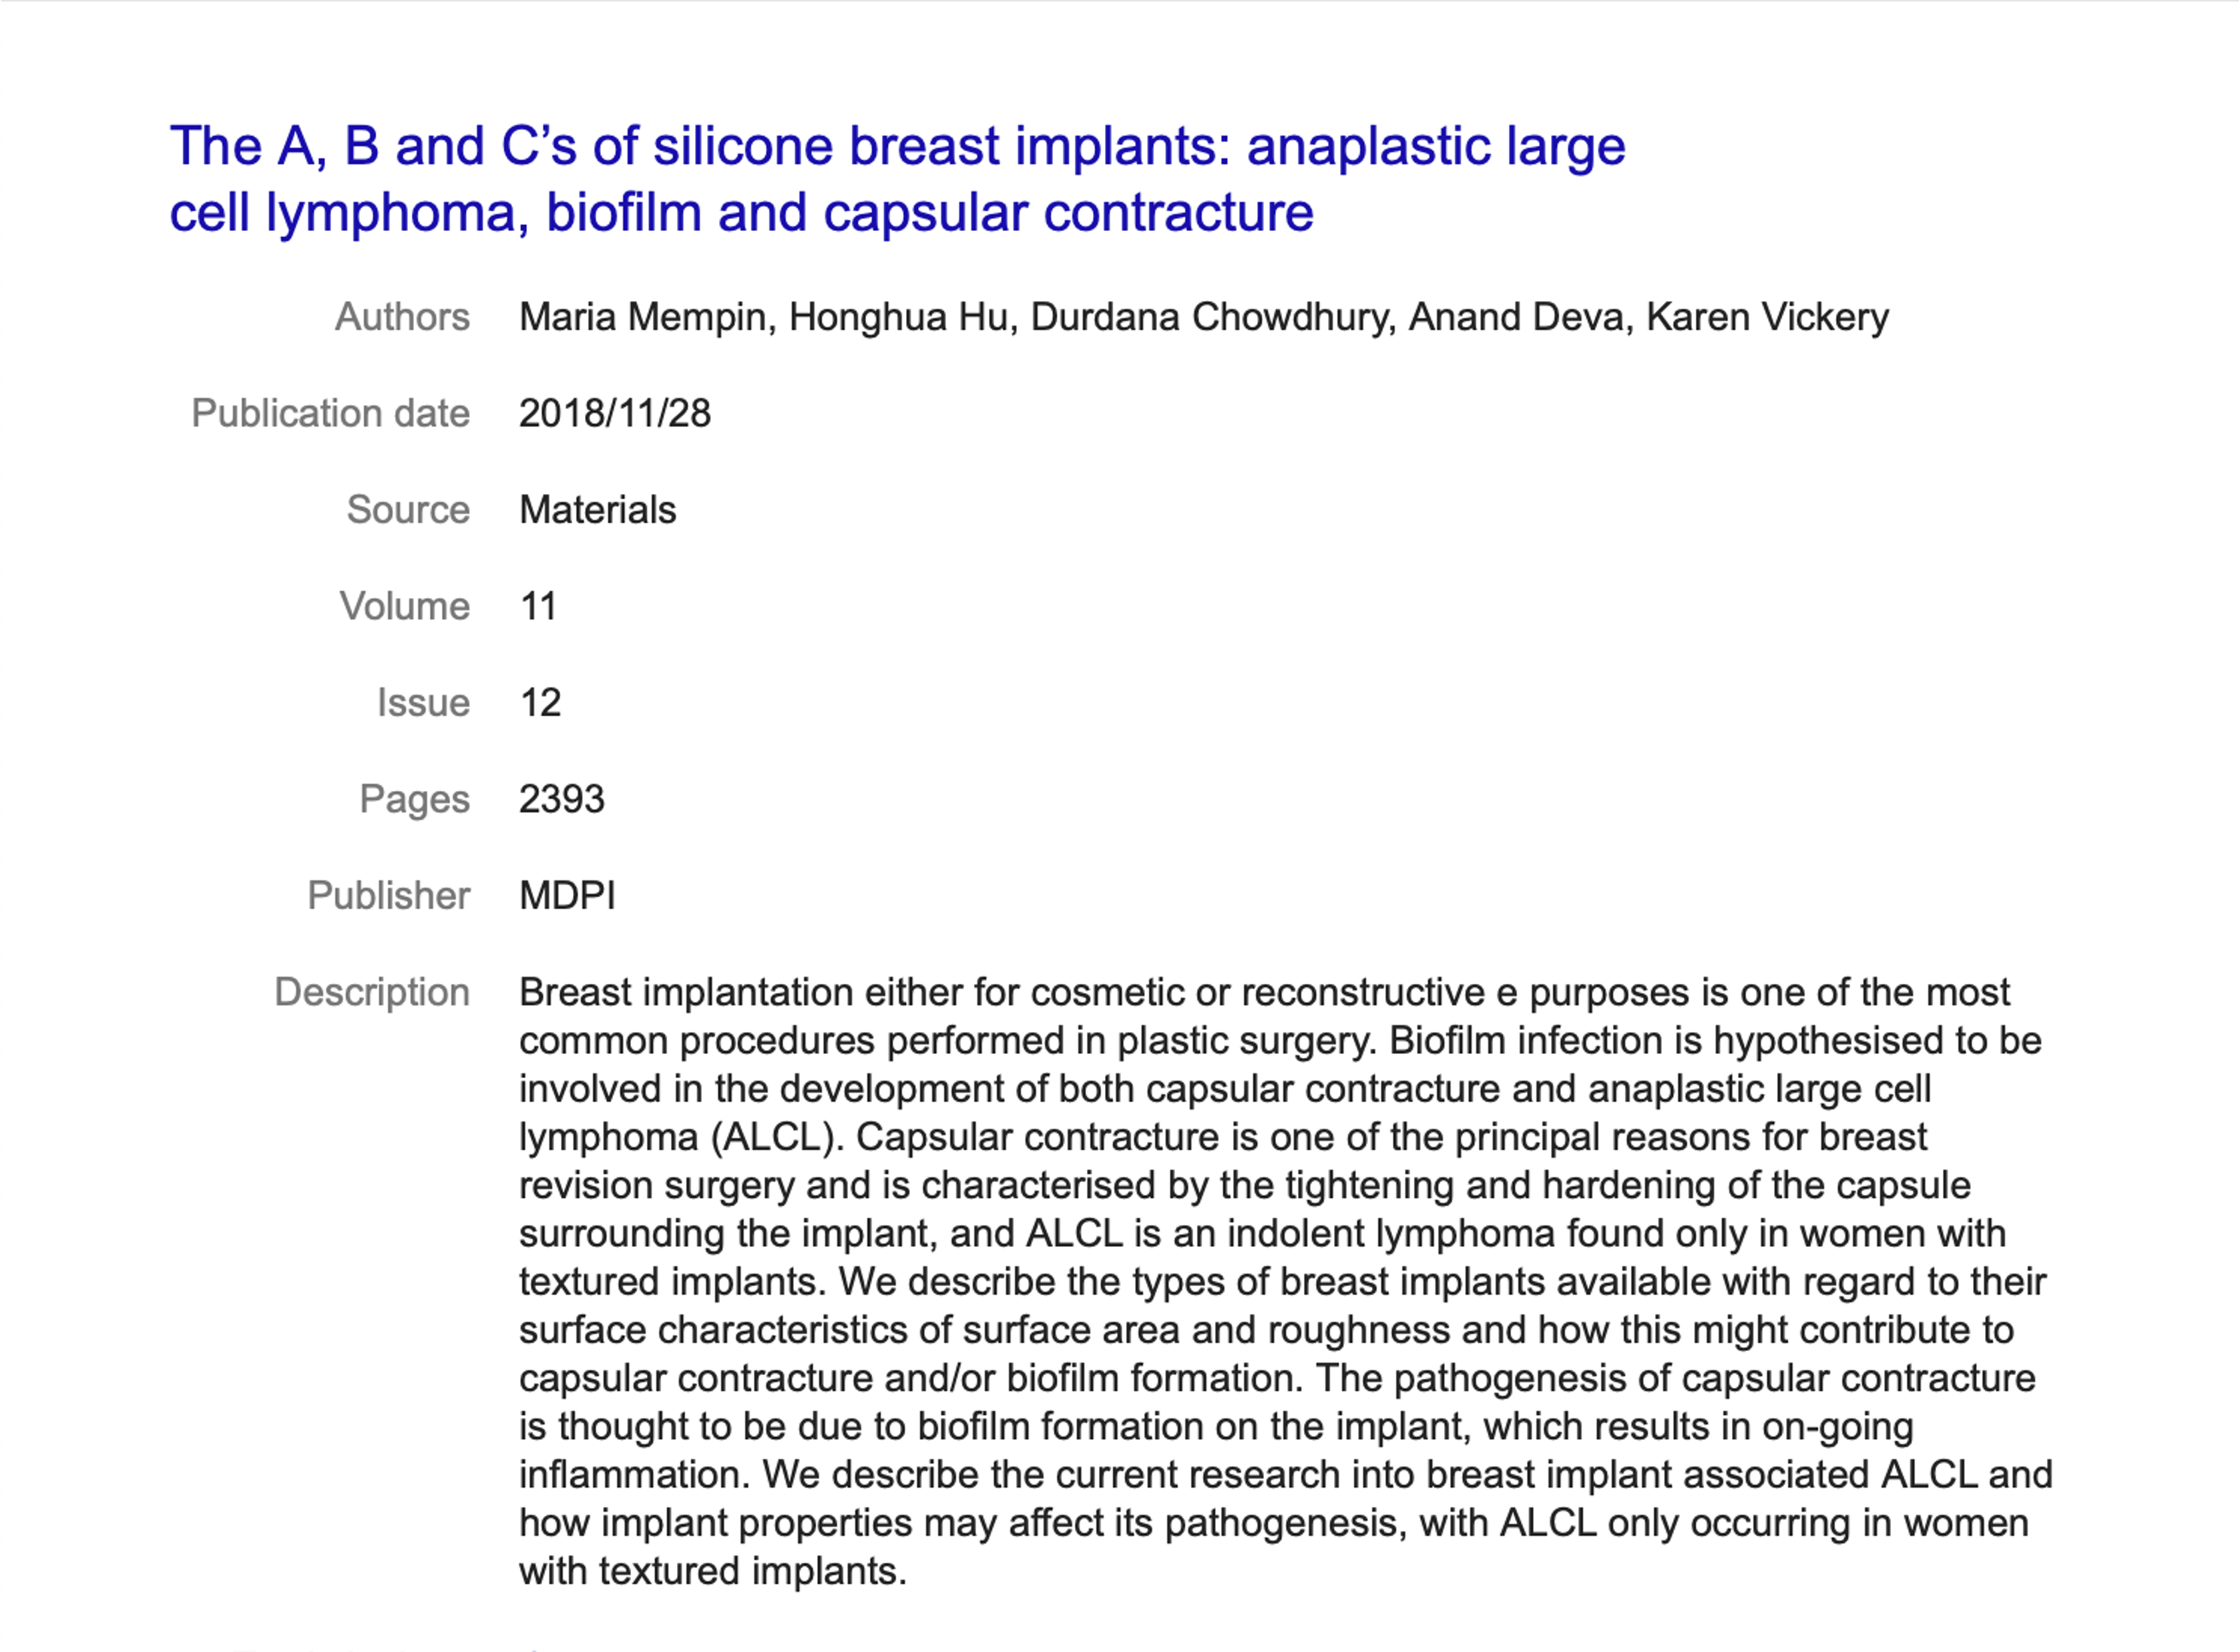 The A, B and C’s of silicone breast implants: anaplastic large
cell lymphoma, biofilm and capsular contracture
Authors Maria Mempin, Honghua Hu, Durdana Chowdhury, Anand Deva, Karen Vickery
Publication date 2018/11/28
Source Materials
Volume 11
Issue 12
Pages 2393
Publisher MDPI
Description Breast implantation either for cosmetic or reconstructive e purposes is one of the most
common procedures performed in plastic surgery. Biofilm infection is hypothesised to be
involved in the development of both capsular contracture and anaplastic large cell
lymphoma (ALCL). Capsular contracture is one of the principal reasons for breast
revision surgery and is characterised by the tightening and hardening of the capsule
surrounding the implant, and ALCL is an indolent lymphoma found only in women with
textured implants. We describe the types of breast implants available with regard to their
surface characteristics of surface area and roughness and how this might contribute to
capsular contracture and/or biofilm formation. The pathogenesis of capsular contracture
is thought to be due to biofilm formation on the implant, which results in on-going
inflammation. We describe the current research into breast implant associated ALCL and
how implant properties may affect its pathogenesis, with ALCL only occurring in women
with textured implants.